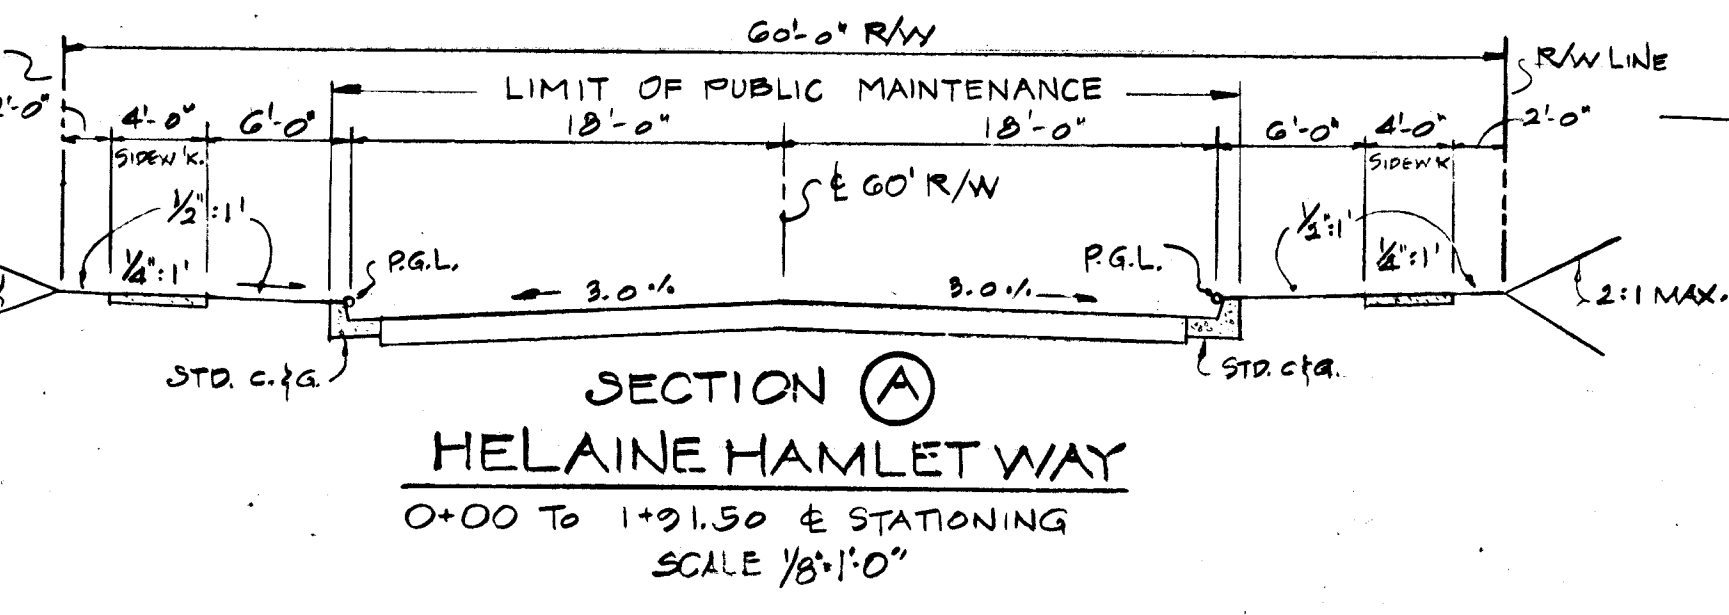 60'-0" R/W
R/W LINE
LIMIT OF PUBLIC MAINTENANCE
2'-0" 4'-0" 6'-0" 18'-0" 18'-0" 6'-0" 4'-0" 2'-0"
SIDEW'K. SIDEW'K
℄ 60' R/W
1/2":1' 1/2":1'
1/4":1' P.G.L. P.G.L. 1/4":1'
3.0% 3.0%
2:1 MAX.
STD. C.&G. STD. C&G.
SECTION A
HELAINE HAMLET WAY
0+00 TO 1+91.50 ℄ STATIONING
SCALE 1/8"=1'-0"